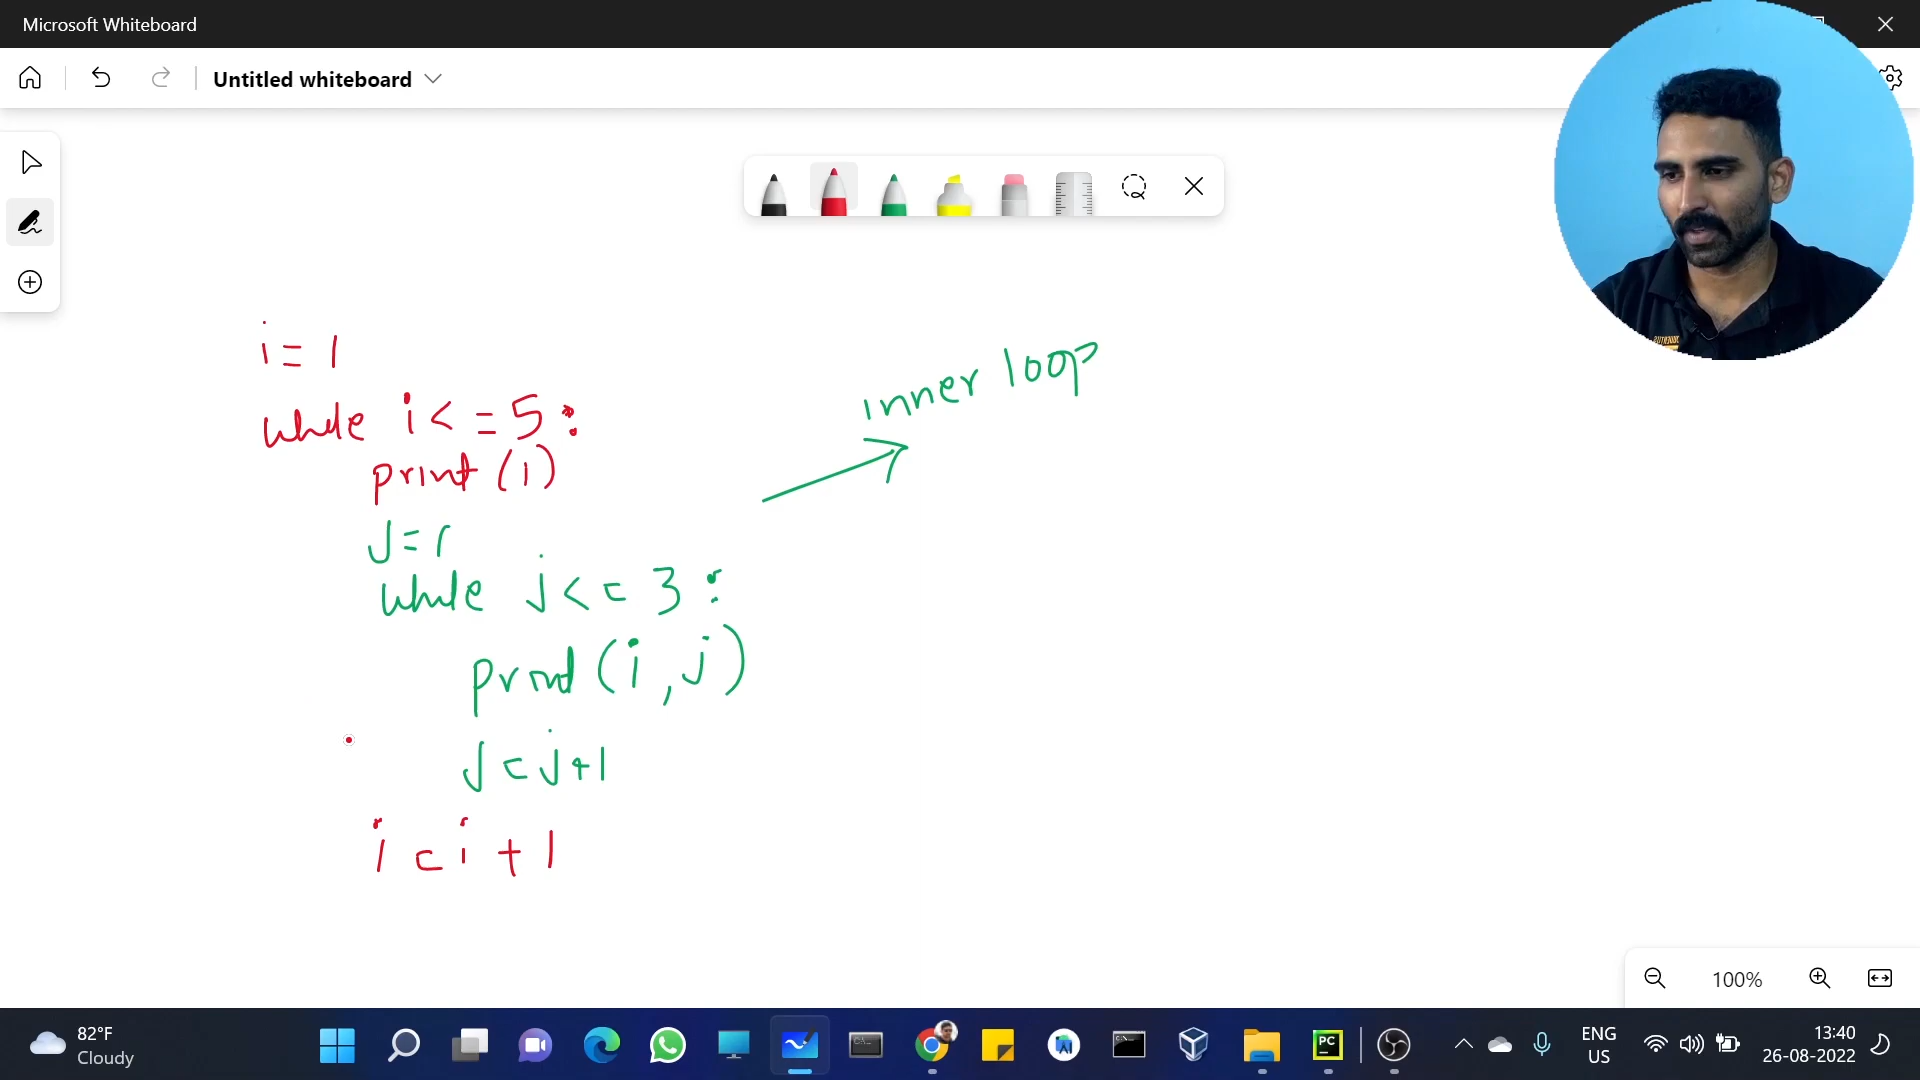 Microsoft Whiteboard
Untitled whiteboard
i = 1
while i < = 5 :
print (i)
j = 1
while j < = 3 :
print (i , j)
j = j + 1
i = i + 1
inner loop
100%
82°F
Cloudy
PC
ENG
US
13:40
26-08-2022